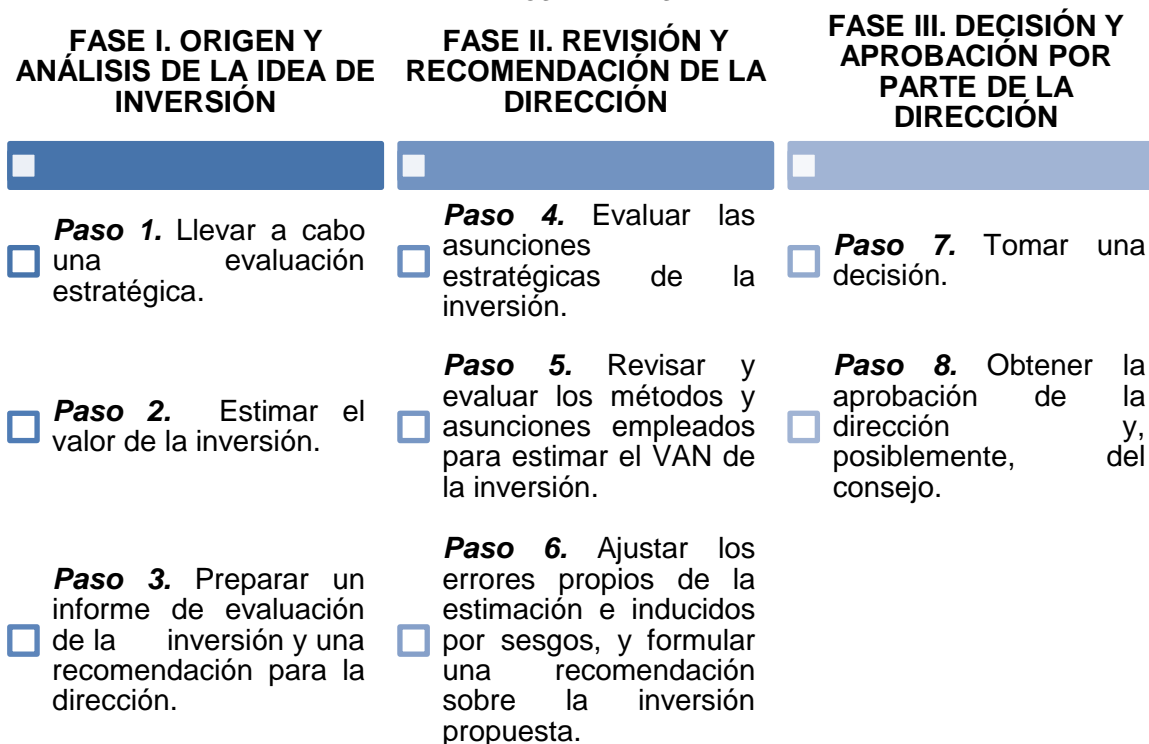 FASE I. ORIGEN Y
ANÁLISIS DE LA IDEA DE
INVERSIÓN
Paso 1. Llevar a cabo
una evaluación
estratégica.
Paso 2. Estimar el
valor de la inversión.
Paso 3. Preparar un
informe de evaluación
de la inversión y una
recomendación para la
dirección.
FASE II. REVISIÓN Y
RECOMENDACIÓN DE LA
DIRECCIÓN
Paso 4. Evaluar las
asunciones
estratégicas de la
inversión.
Paso 5. Revisar y
evaluar los métodos y
asunciones empleados
para estimar el VAN de
la inversión.
Paso 6. Ajustar los
errores propios de la
estimación e inducidos
por sesgos, y formular
una recomendación
sobre la inversión
propuesta.
FASE III. DECISIÓN Y
APROBACIÓN POR
PARTE DE LA
DIRECCIÓN
Paso 7. Tomar una
decisión.
Paso 8. Obtener la
aprobación de la
dirección y,
posiblemente, del
consejo.